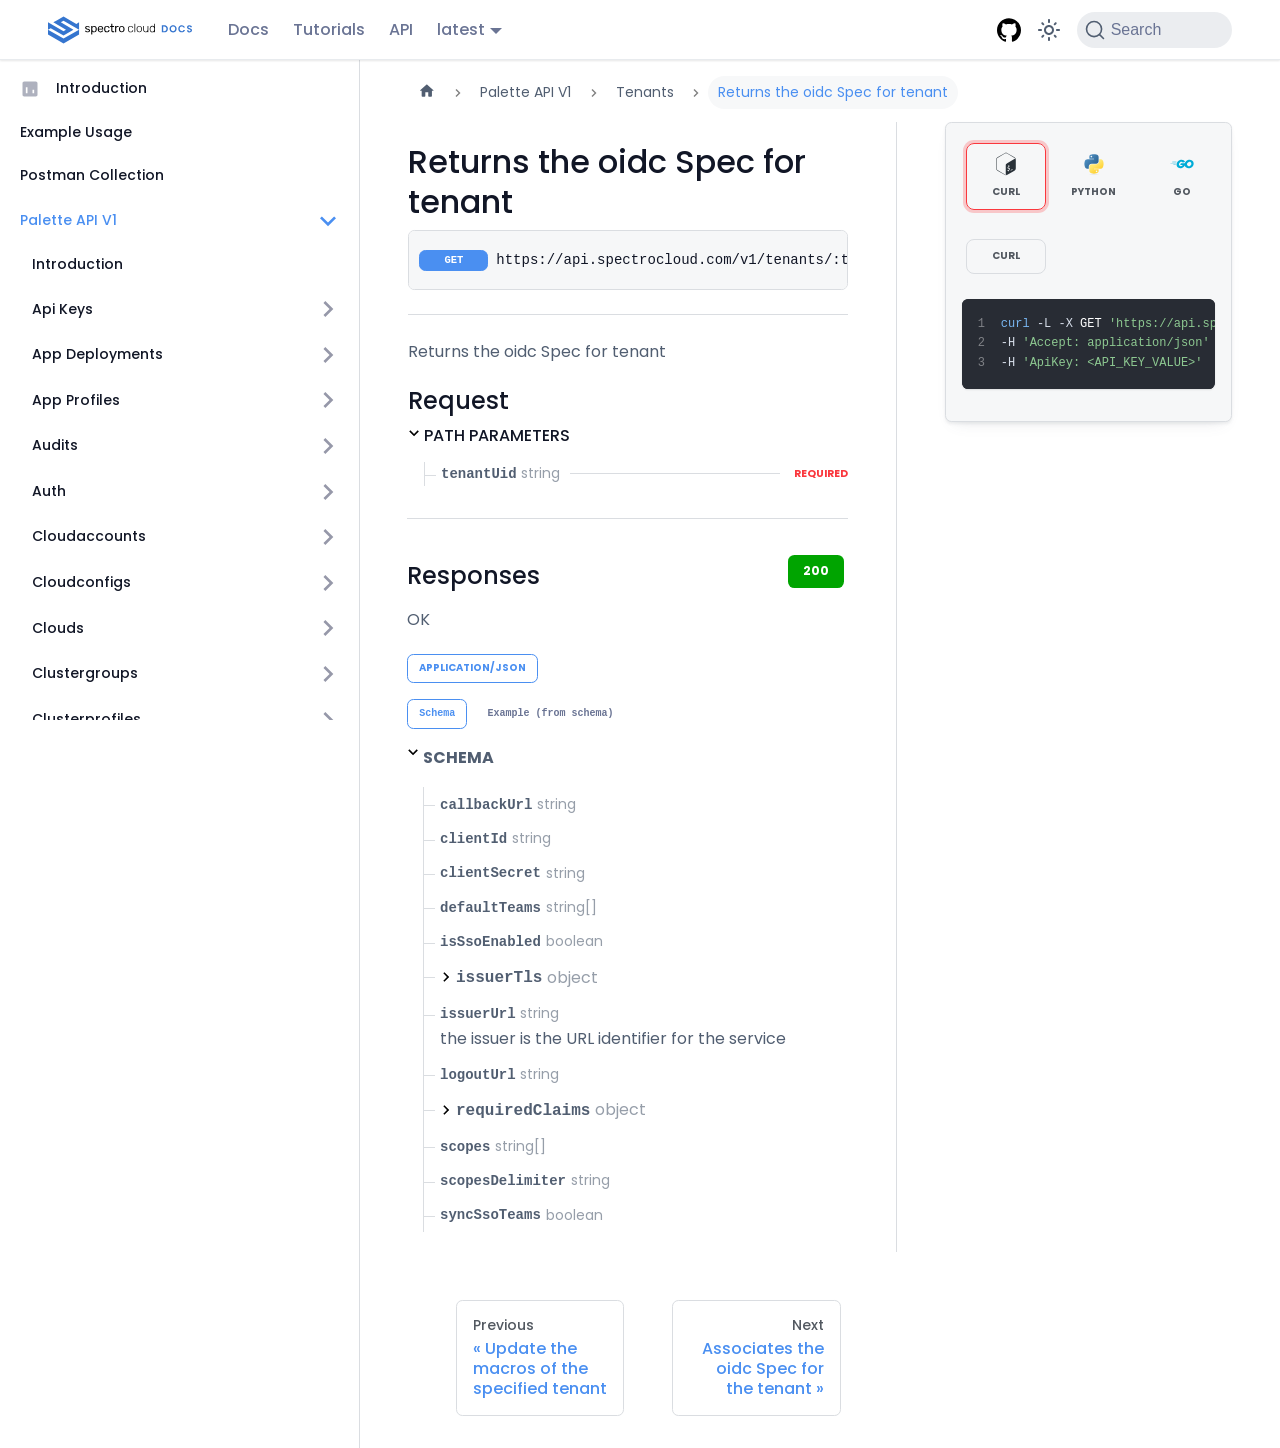 spectro cloud DOCS
Docs
Tutorials
API
latest
Search
Introduction
Example Usage
Postman Collection
Palette API V1
Introduction
Api Keys
App Deployments
App Profiles
Audits
Auth
Cloudaccounts
Cloudconfigs
Clouds
Clustergroups
Clusterprofiles
Palette API V1
Tenants
Returns the oidc Spec for tenant
Returns the oidc Spec for
tenant
GET https://api.spectrocloud.com/v1/tenants/:t
Returns the oidc Spec for tenant
Request
PATH PARAMETERS
tenantUid string REQUIRED
Responses
200
OK
APPLICATION/JSON
Schema
Example (from schema)
SCHEMA
callbackUrl string
clientId string
clientSecret string
defaultTeams string[]
isSsoEnabled boolean
issuerTls object
issuerUrl string
the issuer is the URL identifier for the service
logoutUrl string
requiredClaims object
scopes string[]
scopesDelimiter string
syncSsoTeams boolean
CURL
PYTHON
GO
CURL
1 curl -L -X GET 'https://api.sp
2 -H 'Accept: application/json'
3 -H 'ApiKey: <API_KEY_VALUE>'
Previous
« Update the
macros of the
specified tenant
Next
Associates the
oidc Spec for
the tenant »